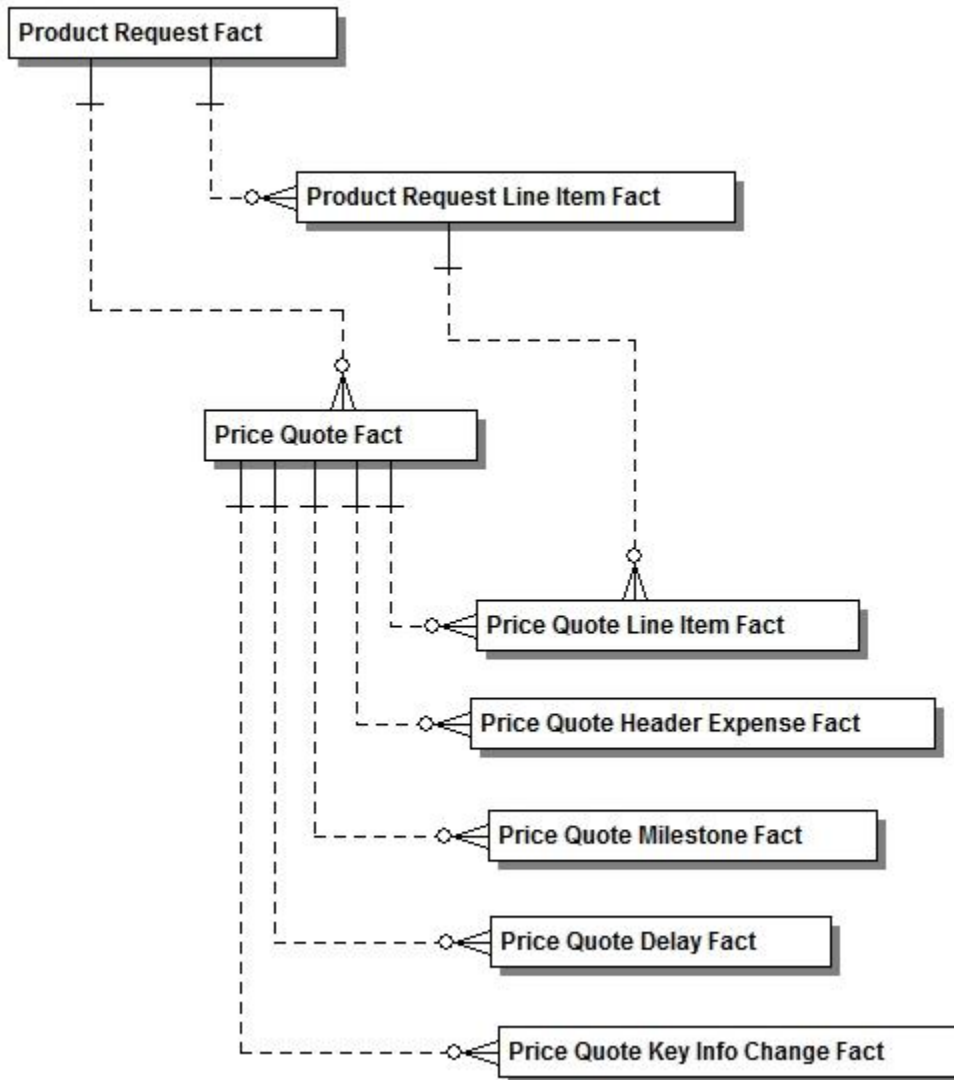 Product Request Fact
Product Request Line Item Fact
Price Quote Fact
Price Quote Line Item Fact
Price Quote Header Expense Fact
Price Quote Milestone Fact
Price Quote Delay Fact
Price Quote Key Info Change Fact